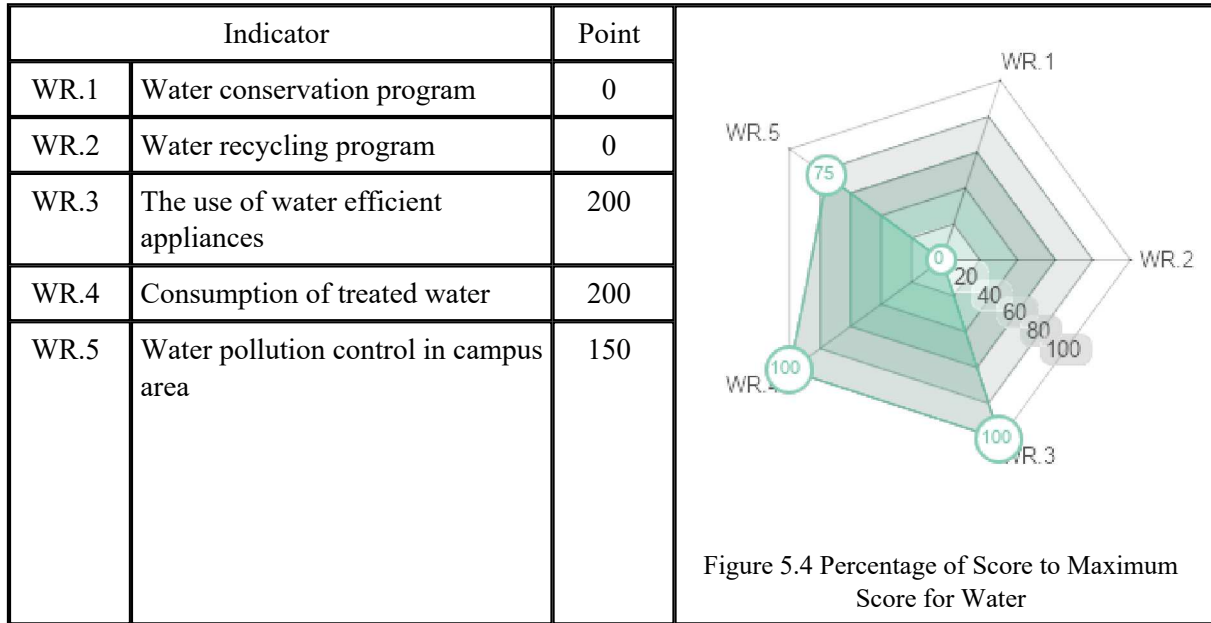 Indicator Point
WR.1 Water conservation program 0
WR.2 Water recycling program 0
WR.3 The use of water efficient
appliances 200
WR.4 Consumption of treated water 200
WR.5 Water pollution control in campus
area 150
WR.1
WR.5
75
0
WR.2
20
40
60
80
100
WR.4
100
100
WR.3
Figure 5.4 Percentage of Score to Maximum
Score for Water